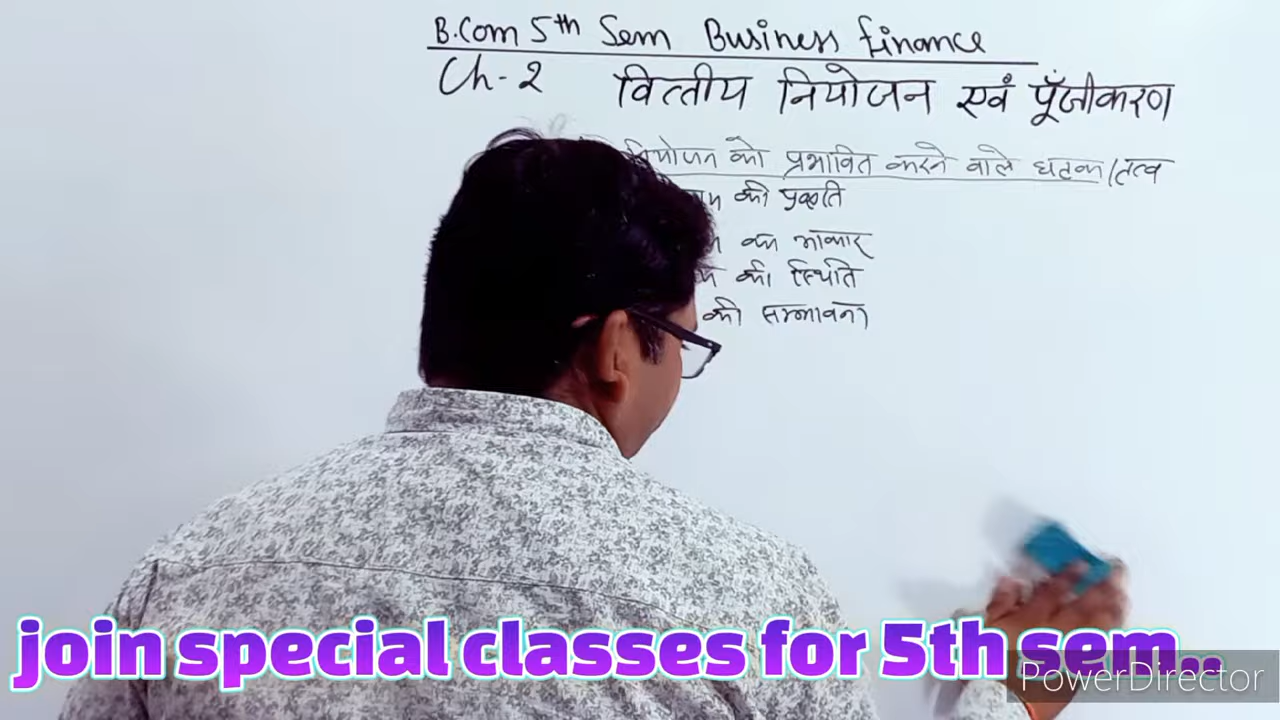 B.Com 5th Sem Business finance
Ch-2 वित्तीय नियोजन एवं पूँजीकरण
नियोजन को प्रभावित करने वाले घटक/तत्व
की प्रकृति
का आकार
की स्थिति
की सम्भावना
join special classes for 5th sem..
PowerDirector